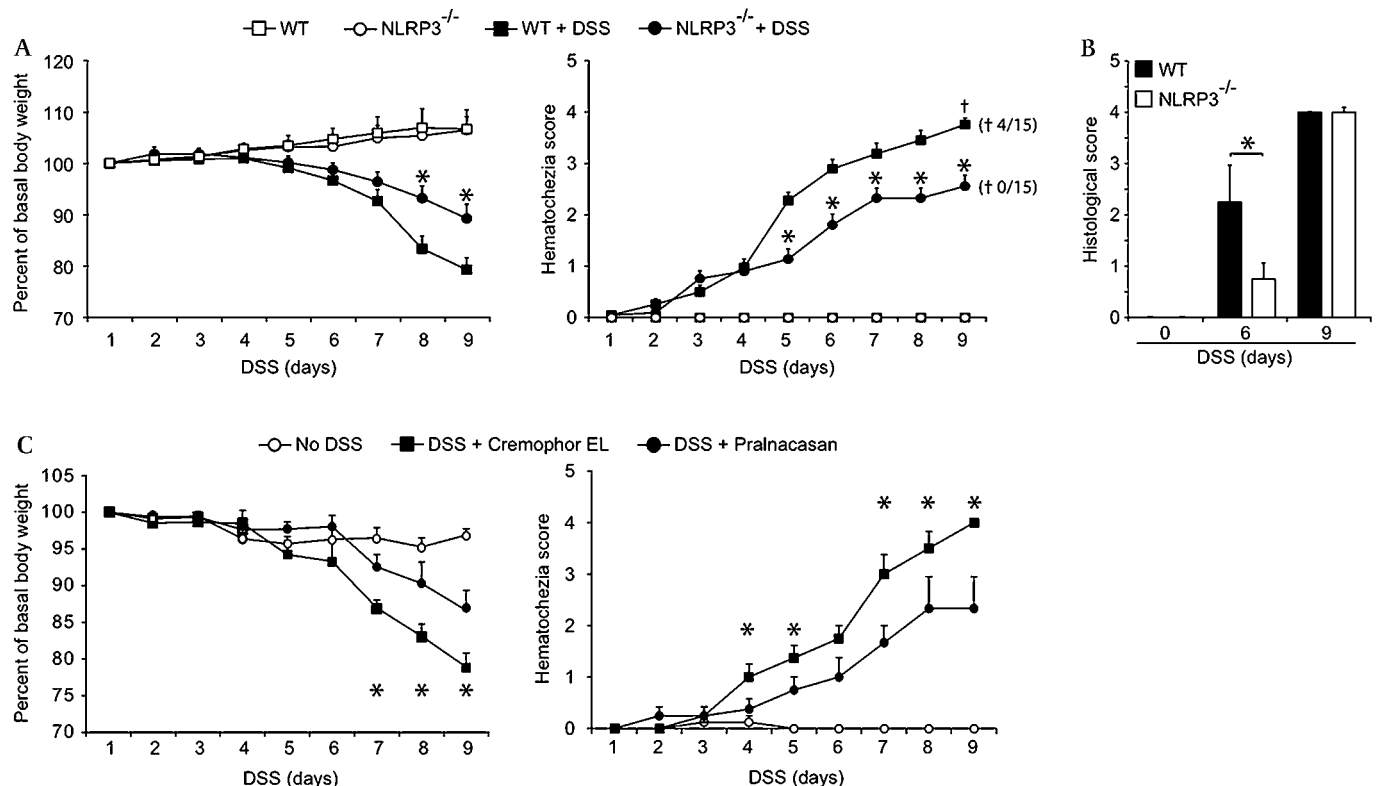 WT NLRP3-/- WT + DSS NLRP3-/- + DSS
A
Percent of basal body weight
120
110
100
90
80
70
* *
1 2 3 4 5 6 7 8 9
DSS (days)
Hematochezia score
5
4
3
2
1
0
†
(† 4/15)
* * * * *
(† 0/15)
1 2 3 4 5 6 7 8 9
DSS (days)
B
Histological score
5
4
3
2
1
0
WT
NLRP3-/-
*
0 6 9
DSS (days)
C
No DSS DSS + Cremophor EL DSS + Pralnacasan
Percent of basal body weight
105
100
95
90
85
80
75
70
* * *
1 2 3 4 5 6 7 8 9
DSS (days)
Hematochezia score
5
4
3
2
1
0
* * * * *
1 2 3 4 5 6 7 8 9
DSS (days)